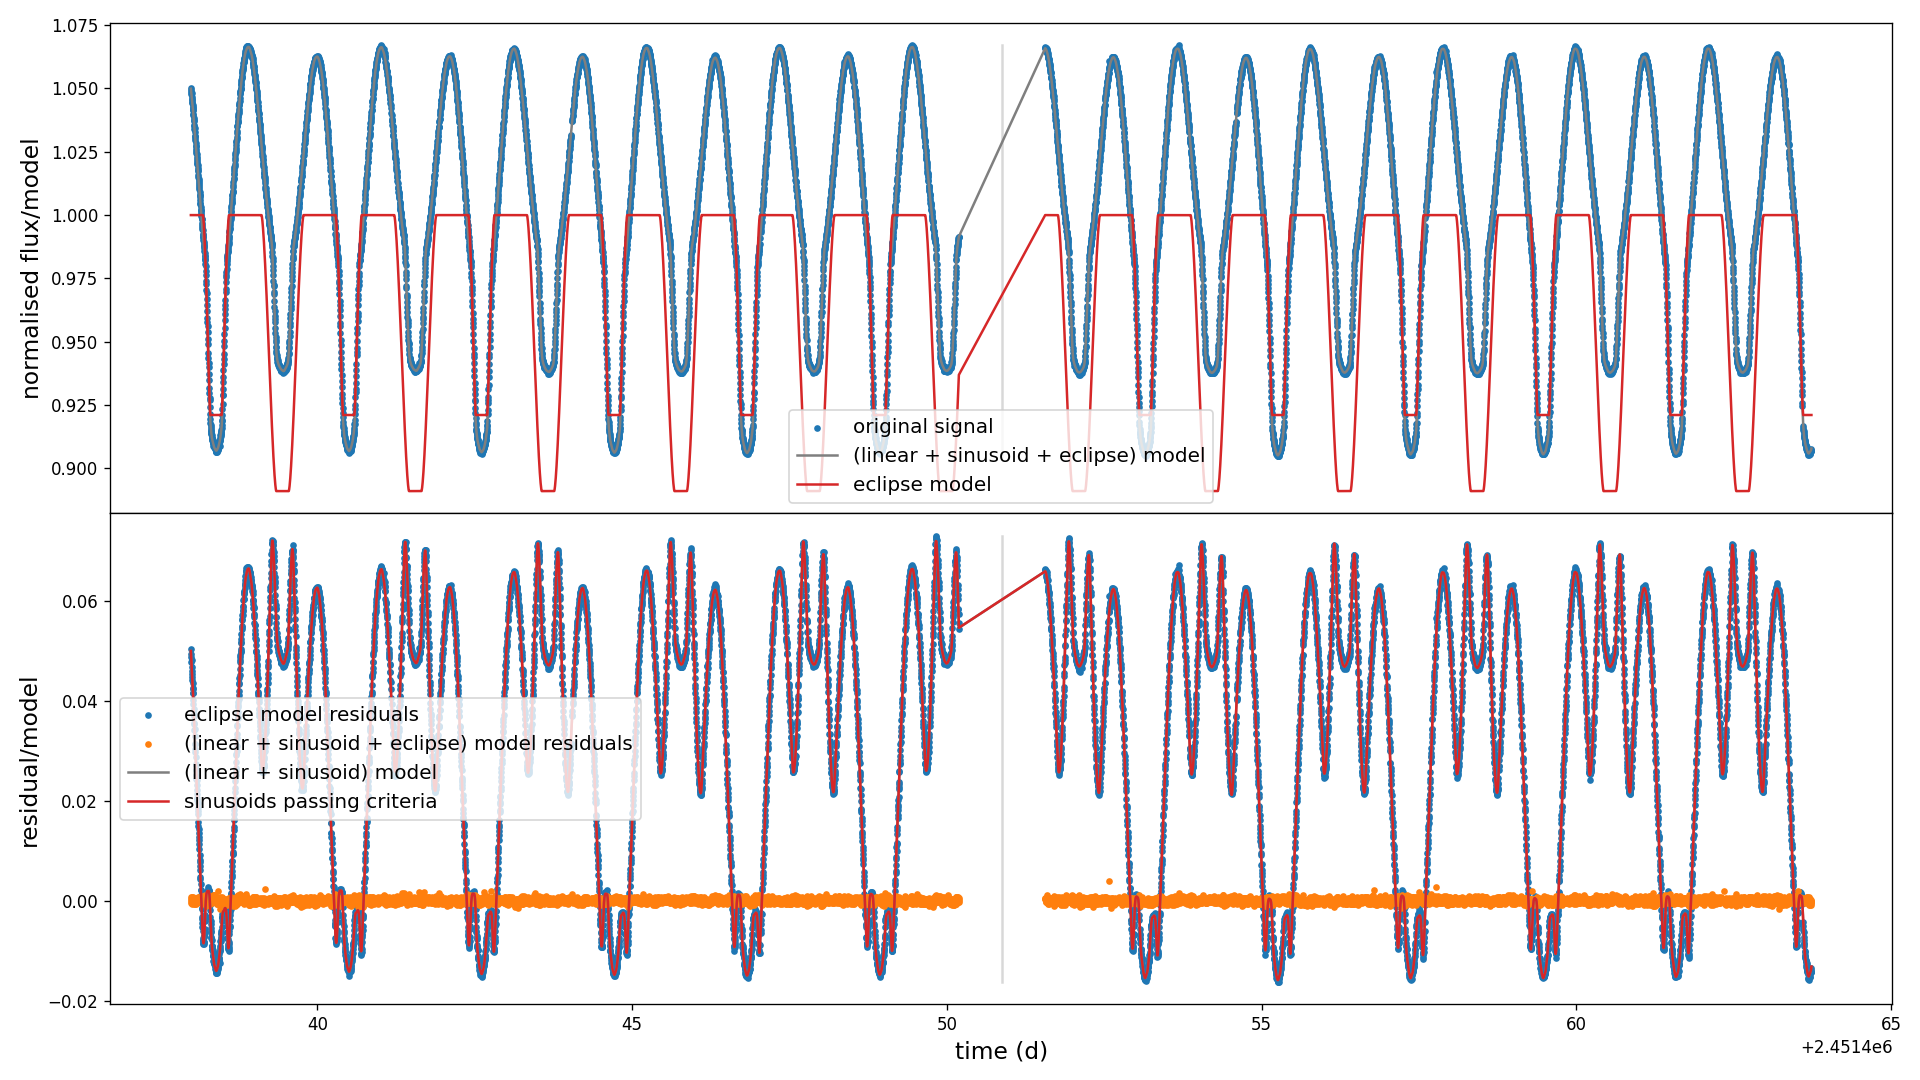 1.075
1.050
1.025
1.000
0.975
0.950
0.925
0.900
normalised flux/model
original signal
(linear + sinusoid + eclipse) model
eclipse model
0.06
0.04
0.02
0.00
−0.02
residual/model
eclipse model residuals
(linear + sinusoid + eclipse) model residuals
(linear + sinusoid) model
sinusoids passing criteria
40 45 50 55 60 65
time (d)
+2.4514e6